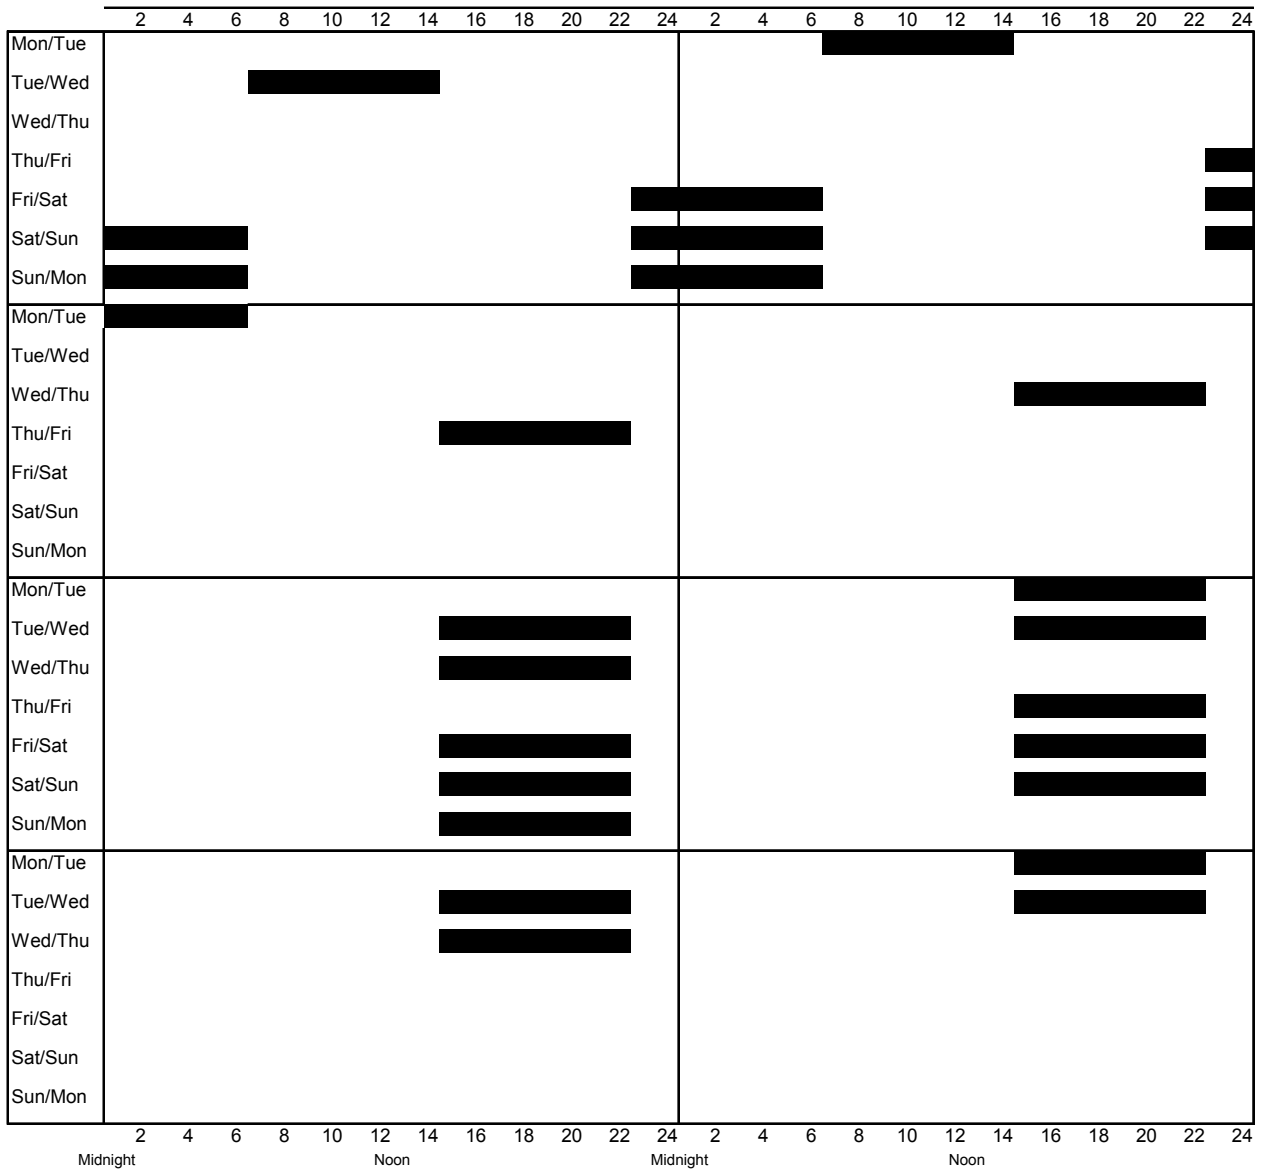 2 4 6 8 10 12 14 16 18 20 22 24 2 4 6 8 10 12 14 16 18 20 22 24
Mon/Tue
Tue/Wed
Wed/Thu
Thu/Fri
Fri/Sat
Sat/Sun
Sun/Mon
Mon/Tue
Tue/Wed
Wed/Thu
Thu/Fri
Fri/Sat
Sat/Sun
Sun/Mon
Mon/Tue
Tue/Wed
Wed/Thu
Thu/Fri
Fri/Sat
Sat/Sun
Sun/Mon
Mon/Tue
Tue/Wed
Wed/Thu
Thu/Fri
Fri/Sat
Sat/Sun
Sun/Mon
2 4 6 8 10 12 14 16 18 20 22 24 2 4 6 8 10 12 14 16 18 20 22 24
Midnight Noon Midnight Noon